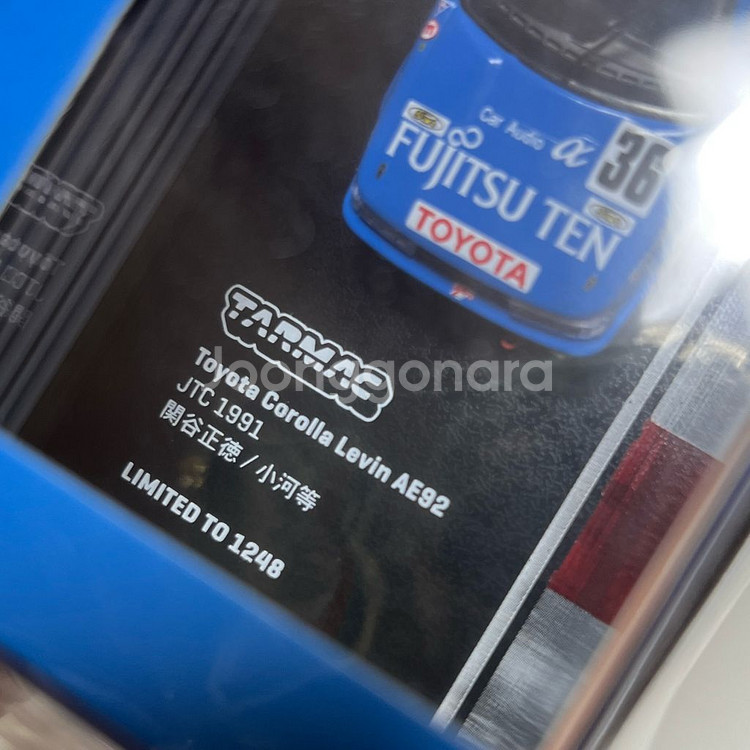 Car Audio α
36
FUJITSU TEN
TOYOTA
TARMAC
Joonggonara
Toyota Corolla Levin AE92
JTC 1991
関谷正徳 / 小河等
LIMITED TO 1248